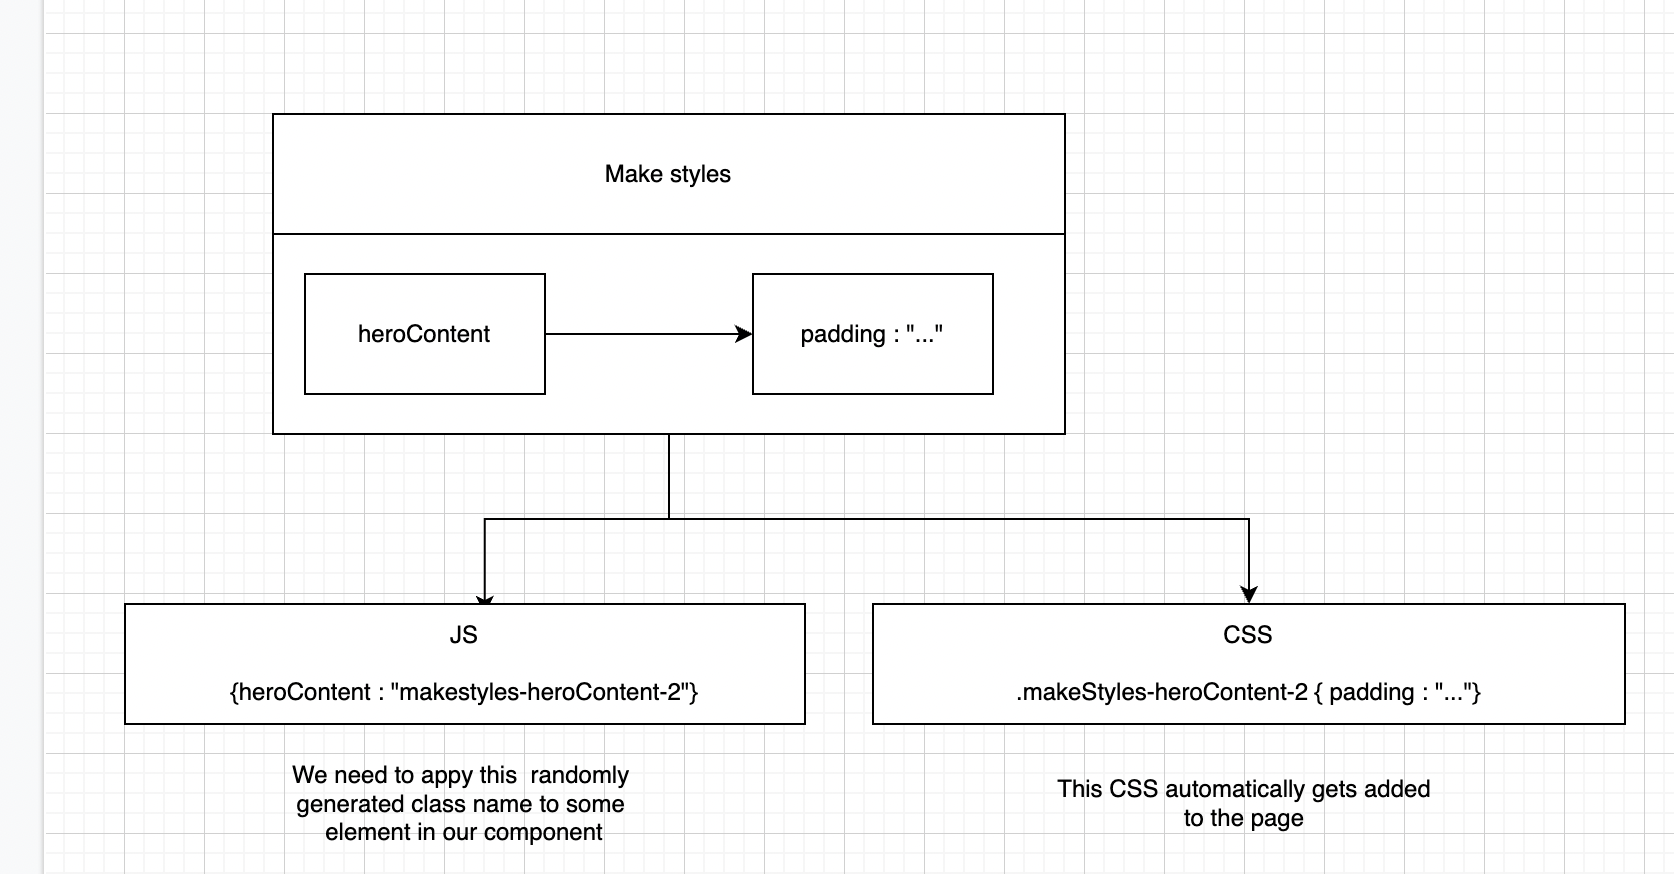 Make styles
heroContent
padding : "..."
JS
{heroContent : "makestyles-heroContent-2"}
CSS
.makeStyles-heroContent-2 { padding : "..."}
We need to appy this  randomly
generated class name to some
element in our component
This CSS automatically gets added
to the page